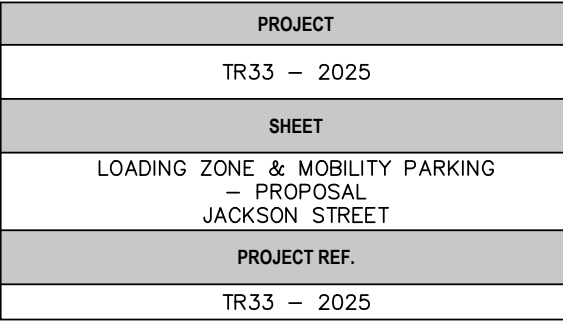 PROJECT
TR33 – 2025
SHEET
LOADING ZONE & MOBILITY PARKING
– PROPOSAL
JACKSON STREET
PROJECT REF.
TR33 – 2025